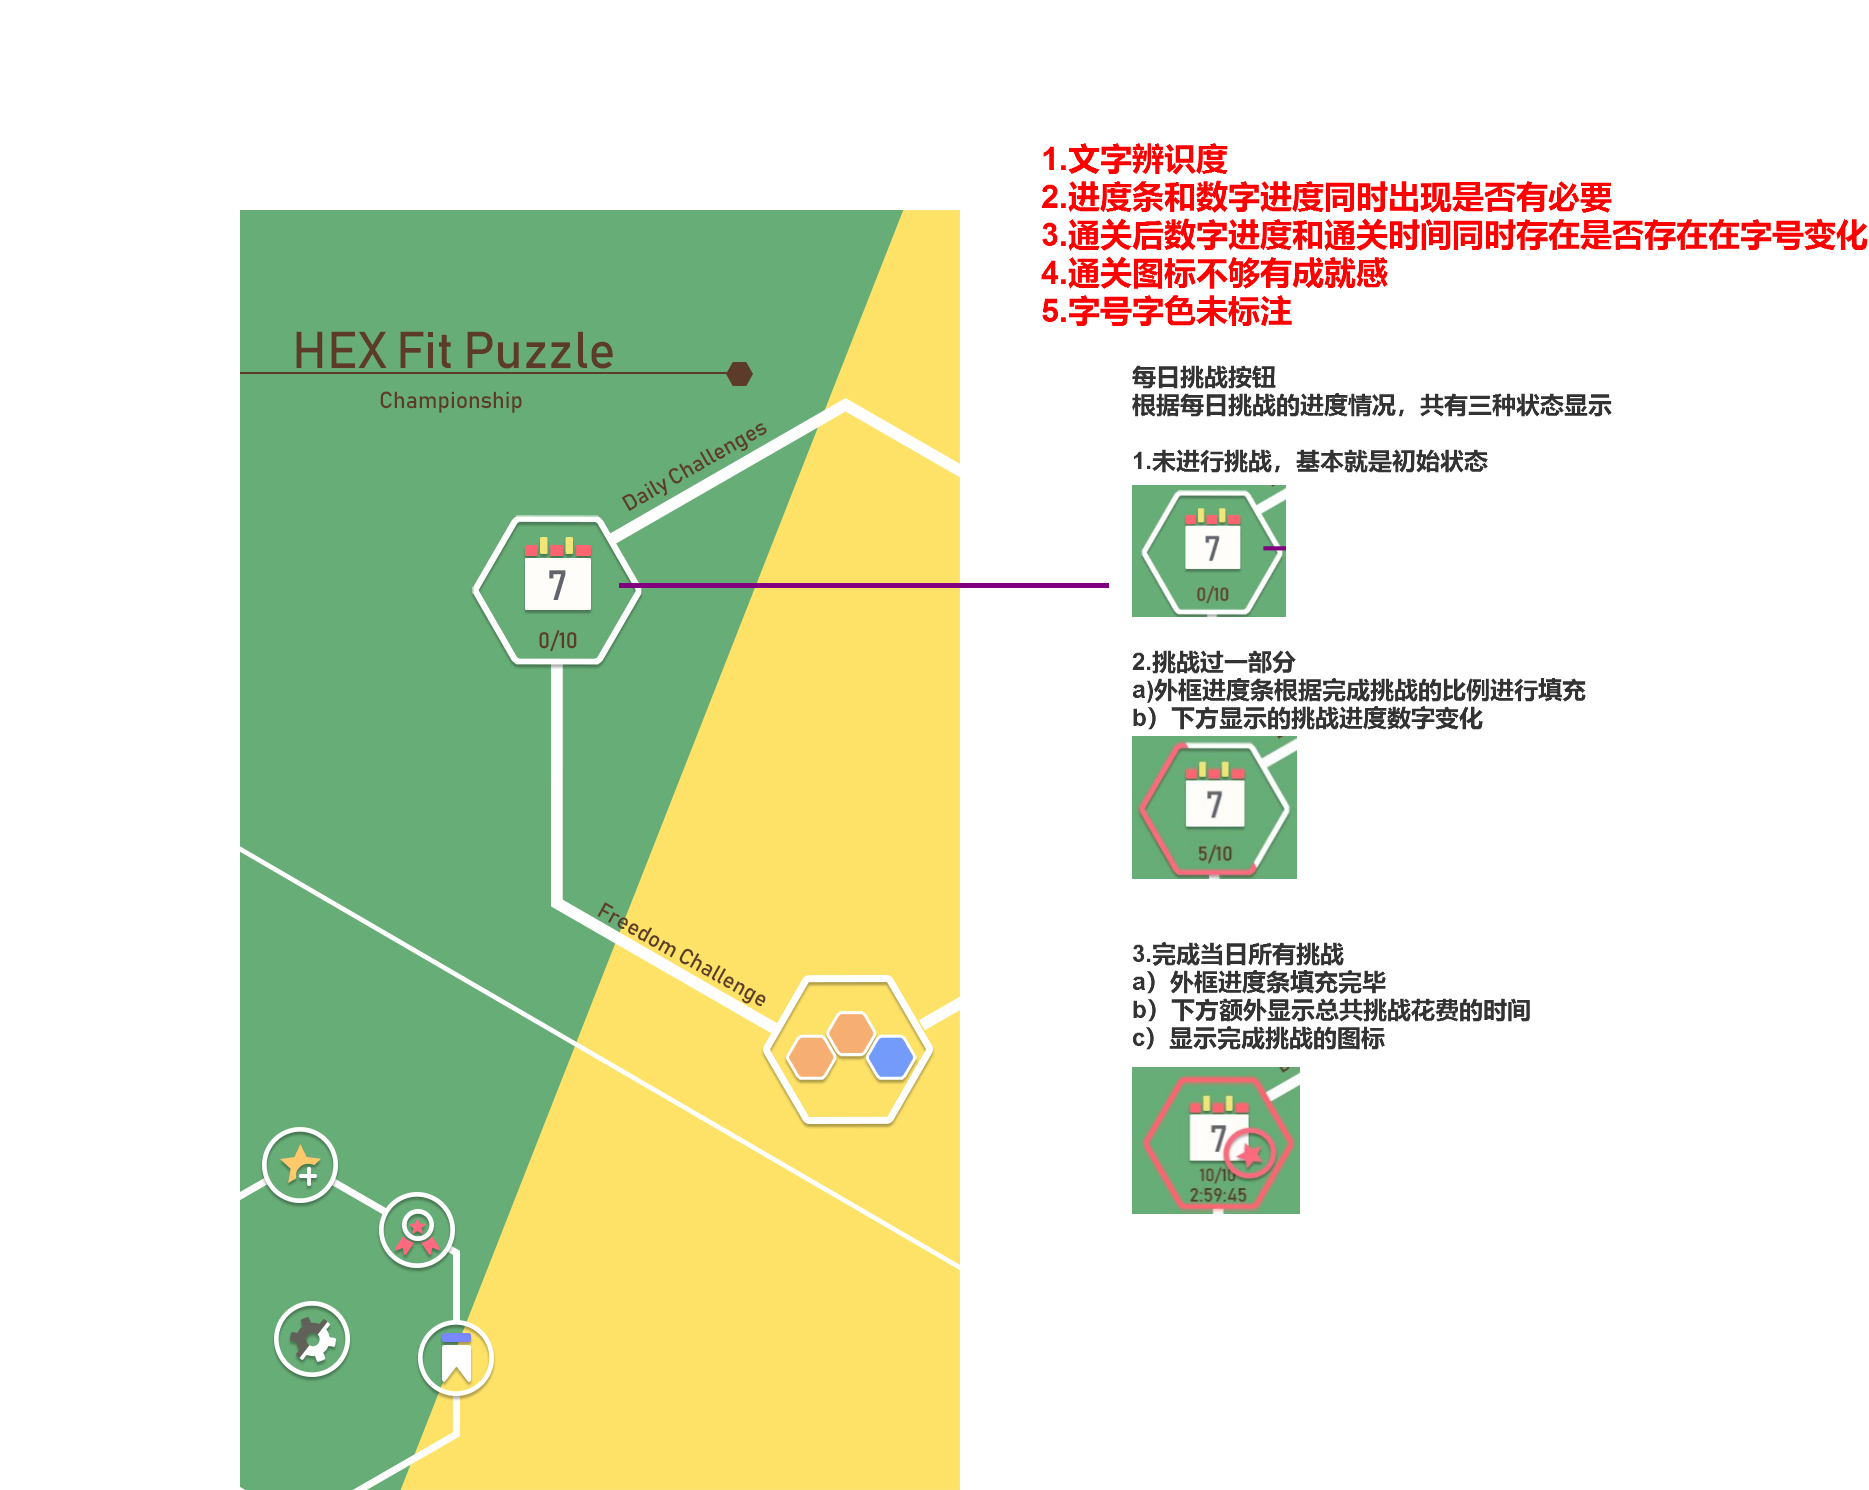 1.文字辨识度
2.进度条和数字进度同时出现是否有必要
3.通关后数字进度和通关时间同时存在是否存在在字号变化
4.通关图标不够有成就感
5.字号字色未标注
HEX Fit Puzzle
Championship
Daily Challenges
7
0/10
Freedom Challenge
每日挑战按钮
根据每日挑战的进度情况，共有三种状态显示
1.未进行挑战，基本就是初始状态
7
0/10
2.挑战过一部分
a)外框进度条根据完成挑战的比例进行填充
b）下方显示的挑战进度数字变化
7
5/10
3.完成当日所有挑战
a）外框进度条填充完毕
b）下方额外显示总共挑战花费的时间
c）显示完成挑战的图标
7
10/10
2:59:45